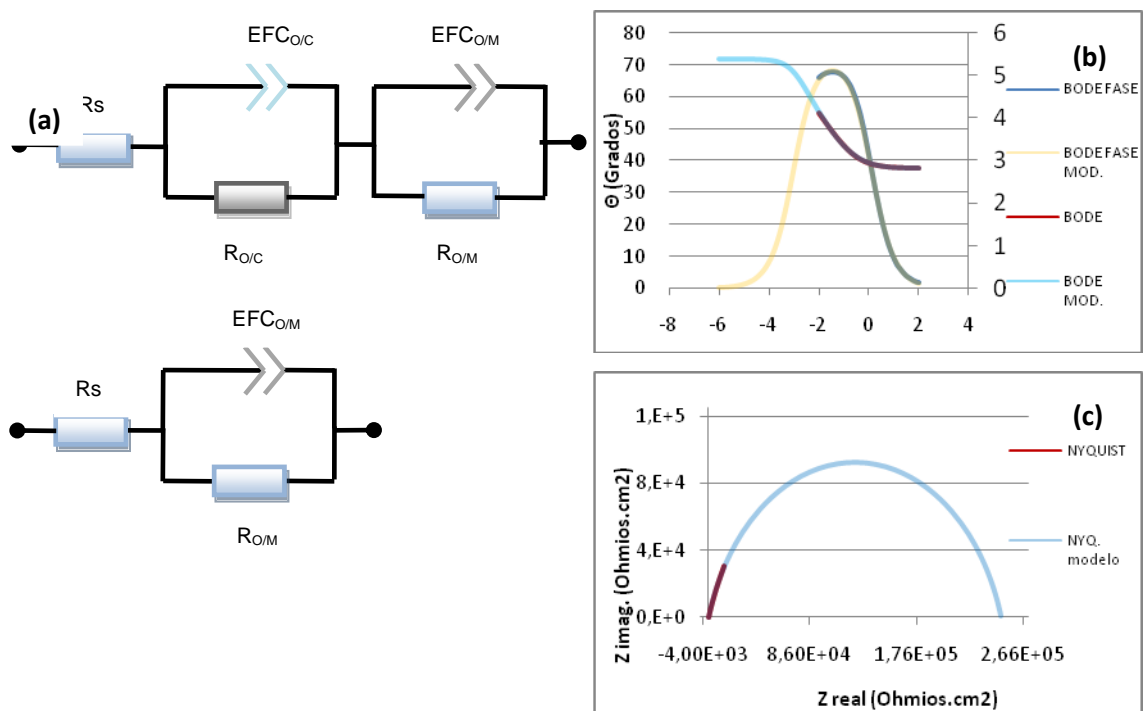 EFCO/C
EFCO/M
(a)
Rs
RO/C
RO/M
EFCO/M
Rs
RO/M
(b)
80
70
60
50
40
30
20
10
0
Θ (Grados)
6
5
4
3
2
1
0
-8 -6 -4 -2 0 2 4
BODE FASE
BODE FASE
MOD.
BODE
BODE
MOD.
(c)
Z imag. (Ohmios.cm2)
1,E+5
8,E+4
4,E+4
0,E+0
-4,00E+03 8,60E+04 1,76E+05 2,66E+05
Z real (Ohmios.cm2)
NYQUIST
NYQ.
modelo